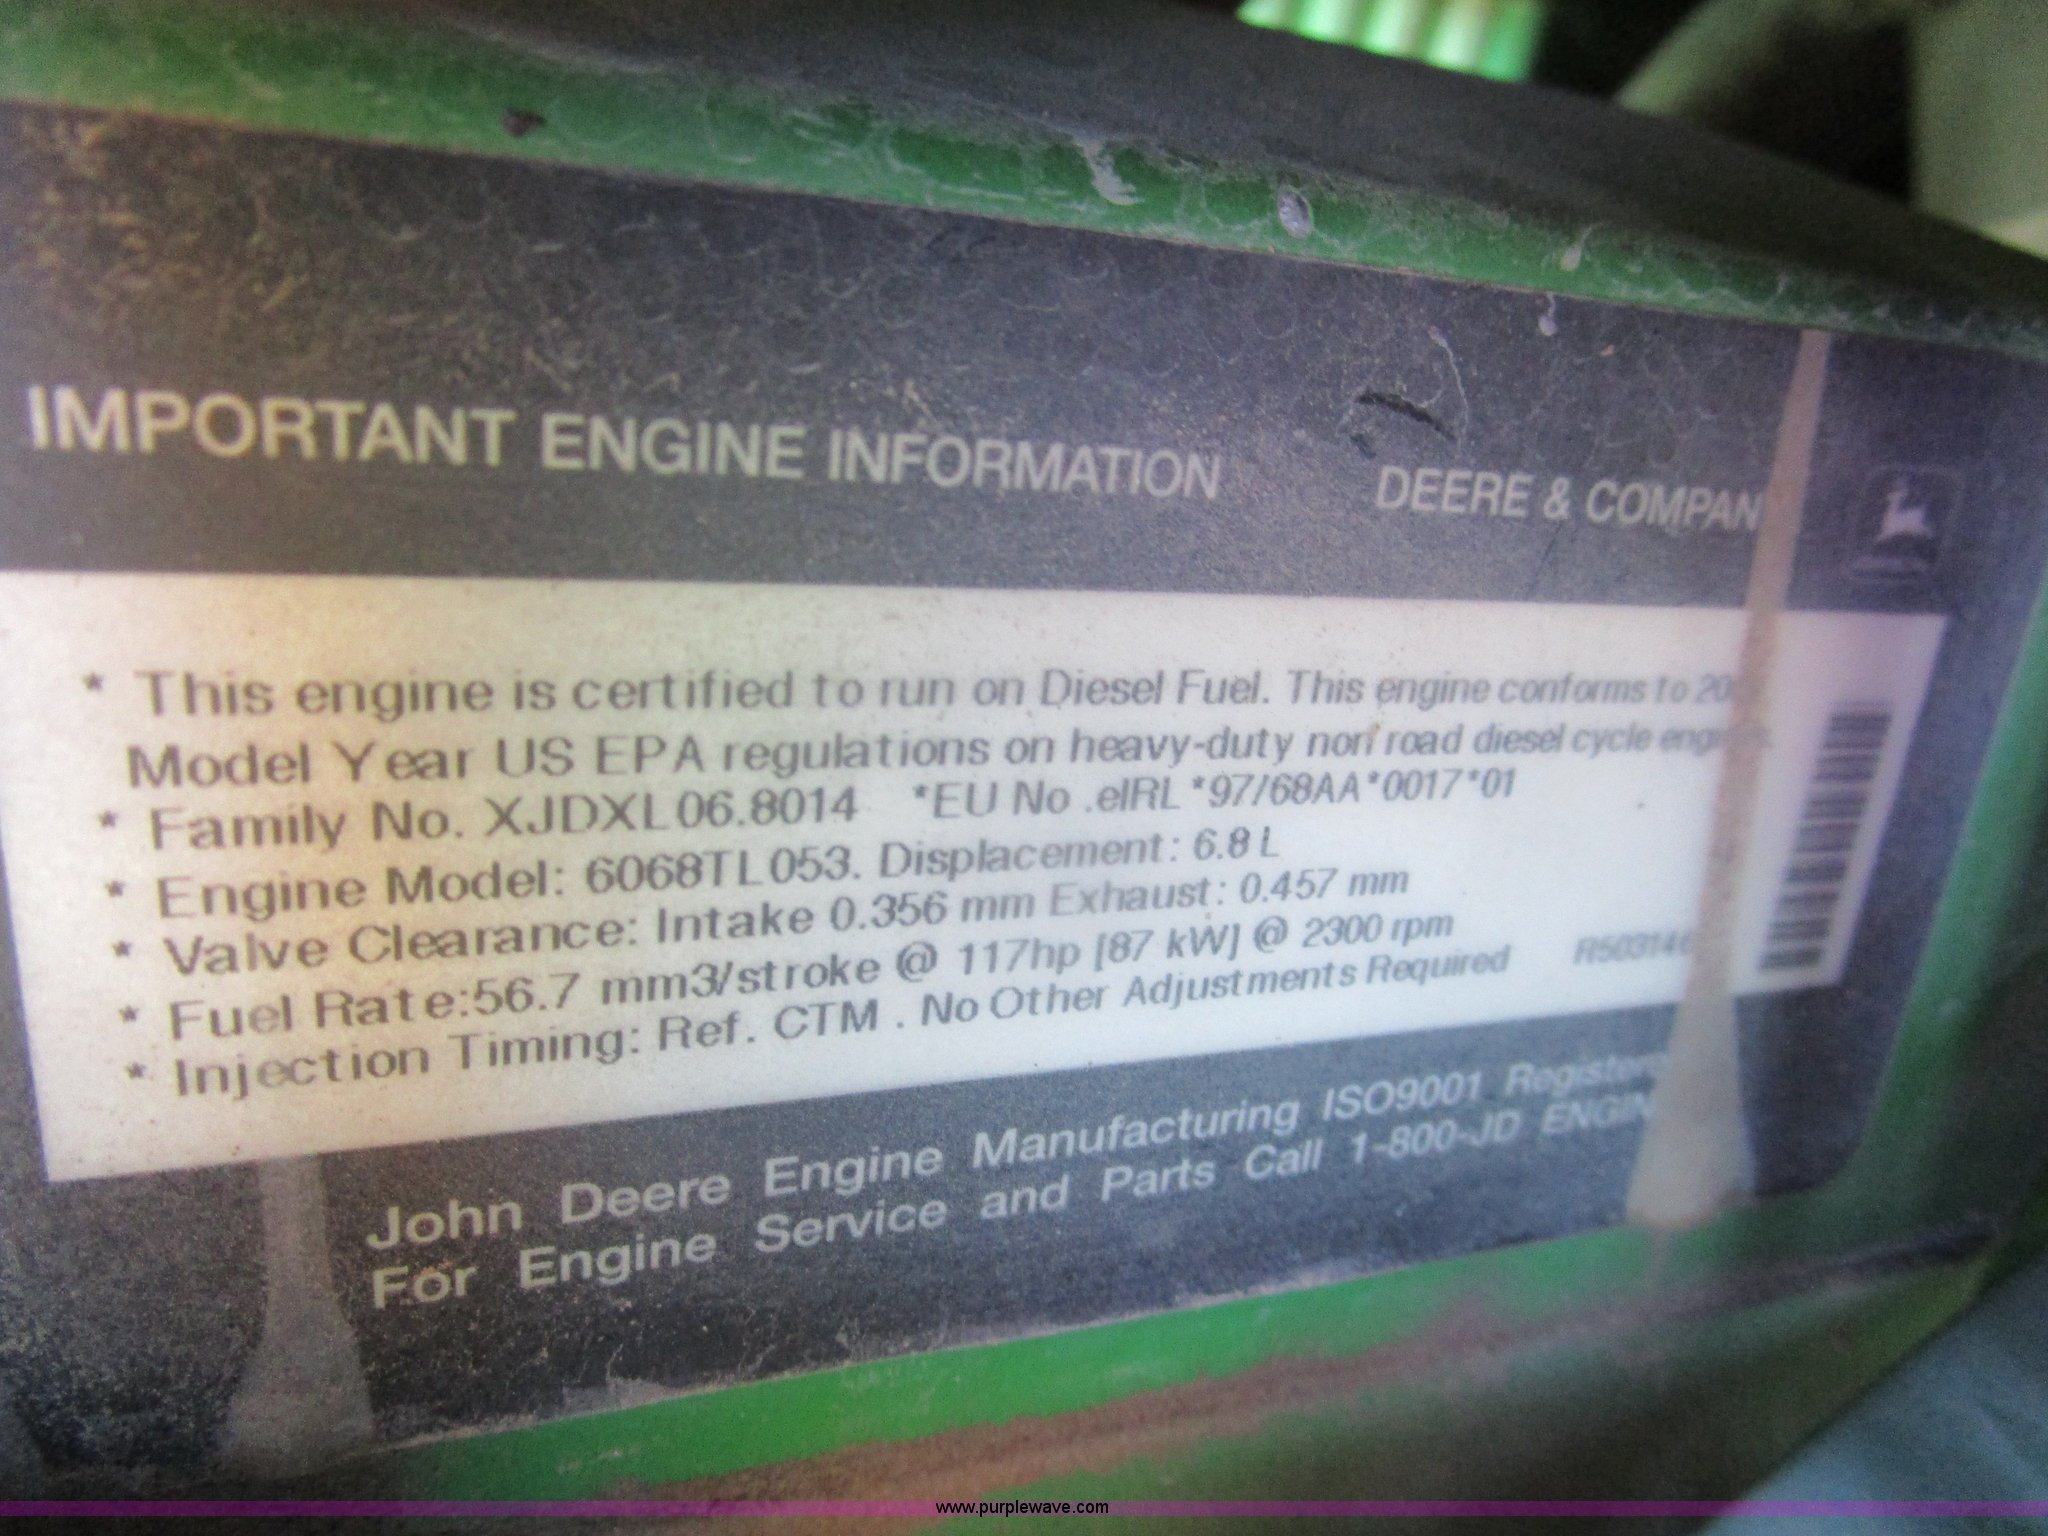 IMPORTANT ENGINE INFORMATION DEERE & COMPAN
* This engine is certified to run on Diesel Fuel. This engine conforms to 20
Model Year US EPA regulations on heavy-duty non road diesel cycle
* Family No. XJDXL06.8014 *EU No .eIRL*97/68AA*0017*01
* Engine Model: 6068TL053. Displacement: 6.8 L
* Valve Clearance: Intake 0.356 mm Exhaust: 0.457 mm
* Fuel Rate:56.7 mm3/stroke @ 117hp [87 kW] @ 2300 rpm
* Injection Timing: Ref. CTM . No Other Adjustments Required
John Deere Engine Manufacturing ISO9001 Registere
For Engine Service and Parts Call 1-800-JD ENGIN
www.purplewave.com